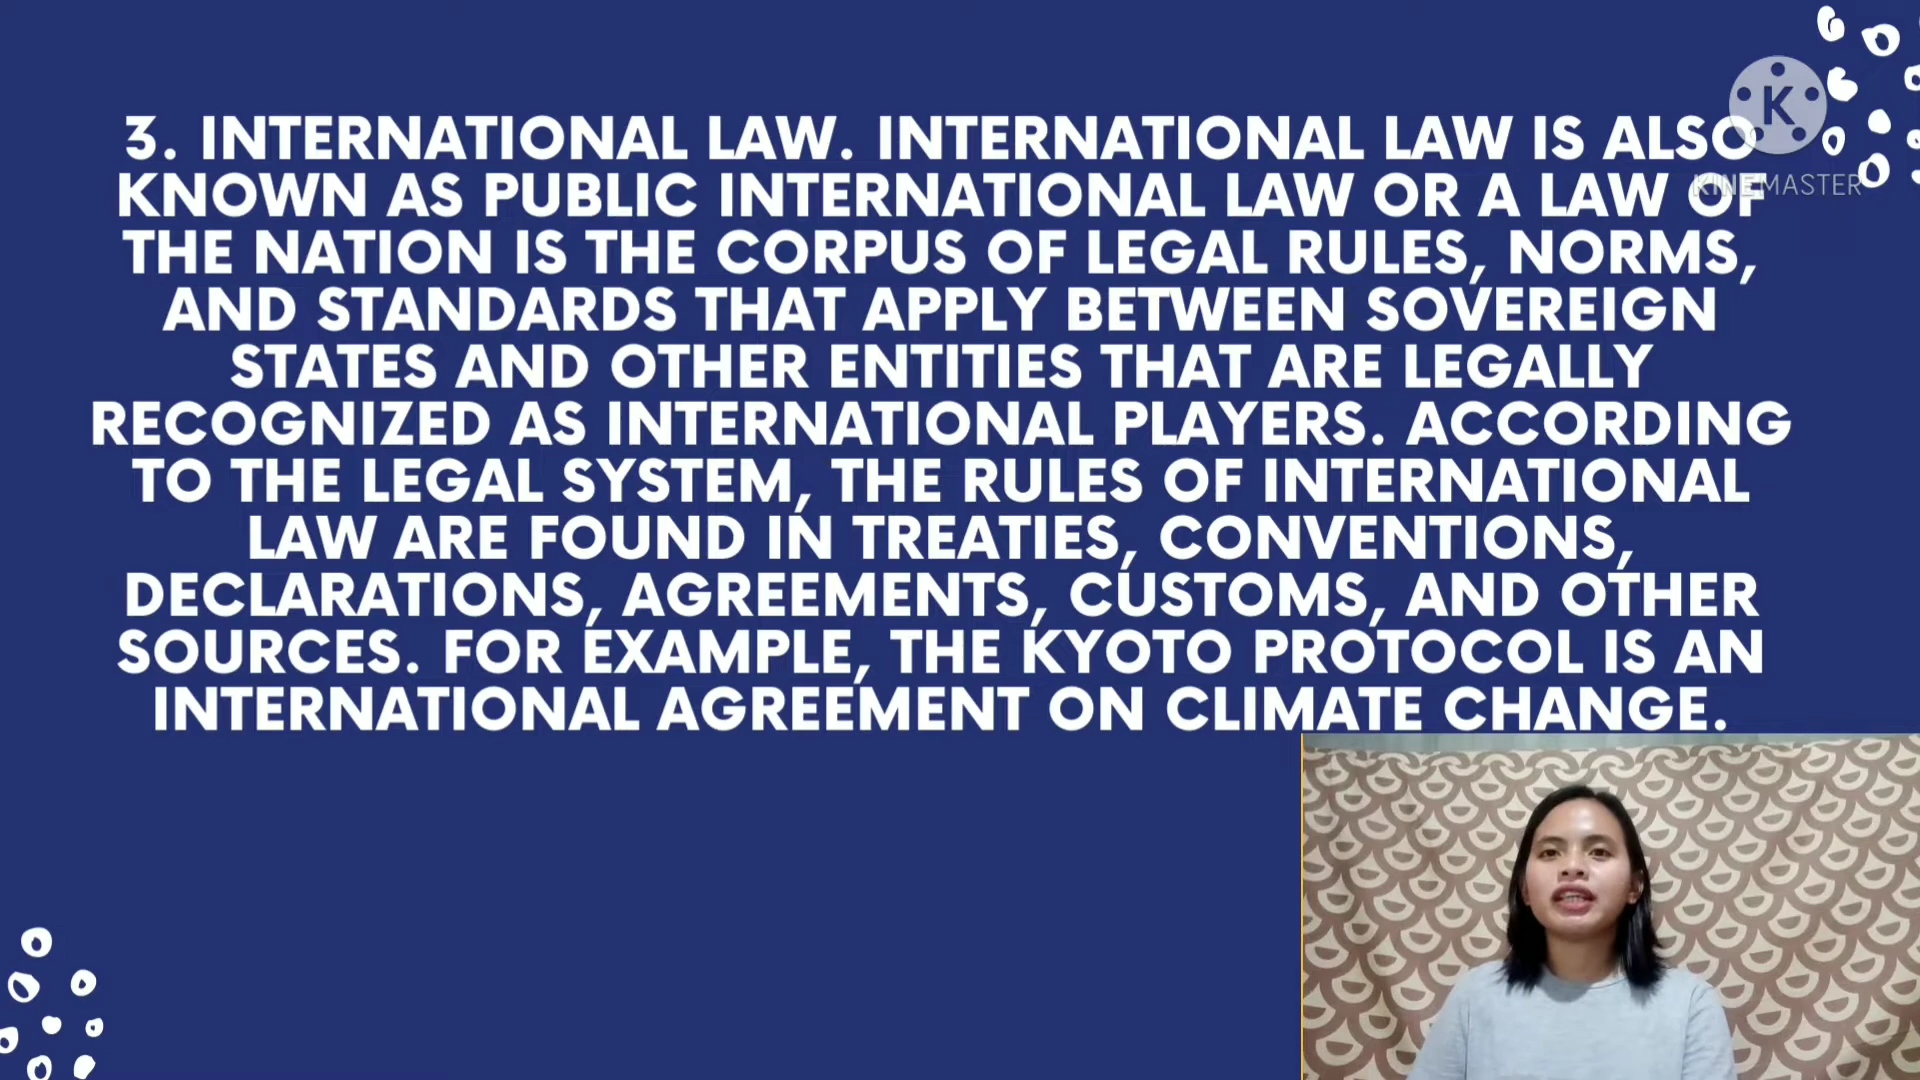 3. INTERNATIONAL LAW. INTERNATIONAL LAW IS ALSO
KNOWN AS PUBLIC INTERNATIONAL LAW OR A LAW OF
THE NATION IS THE CORPUS OF LEGAL RULES, NORMS,
AND STANDARDS THAT APPLY BETWEEN SOVEREIGN
STATES AND OTHER ENTITIES THAT ARE LEGALLY
RECOGNIZED AS INTERNATIONAL PLAYERS. ACCORDING
TO THE LEGAL SYSTEM, THE RULES OF INTERNATIONAL
LAW ARE FOUND IN TREATIES, CONVENTIONS,
DECLARATIONS, AGREEMENTS, CUSTOMS, AND OTHER
SOURCES. FOR EXAMPLE, THE KYOTO PROTOCOL IS AN
INTERNATIONAL AGREEMENT ON CLIMATE CHANGE.
K
KINEMASTER